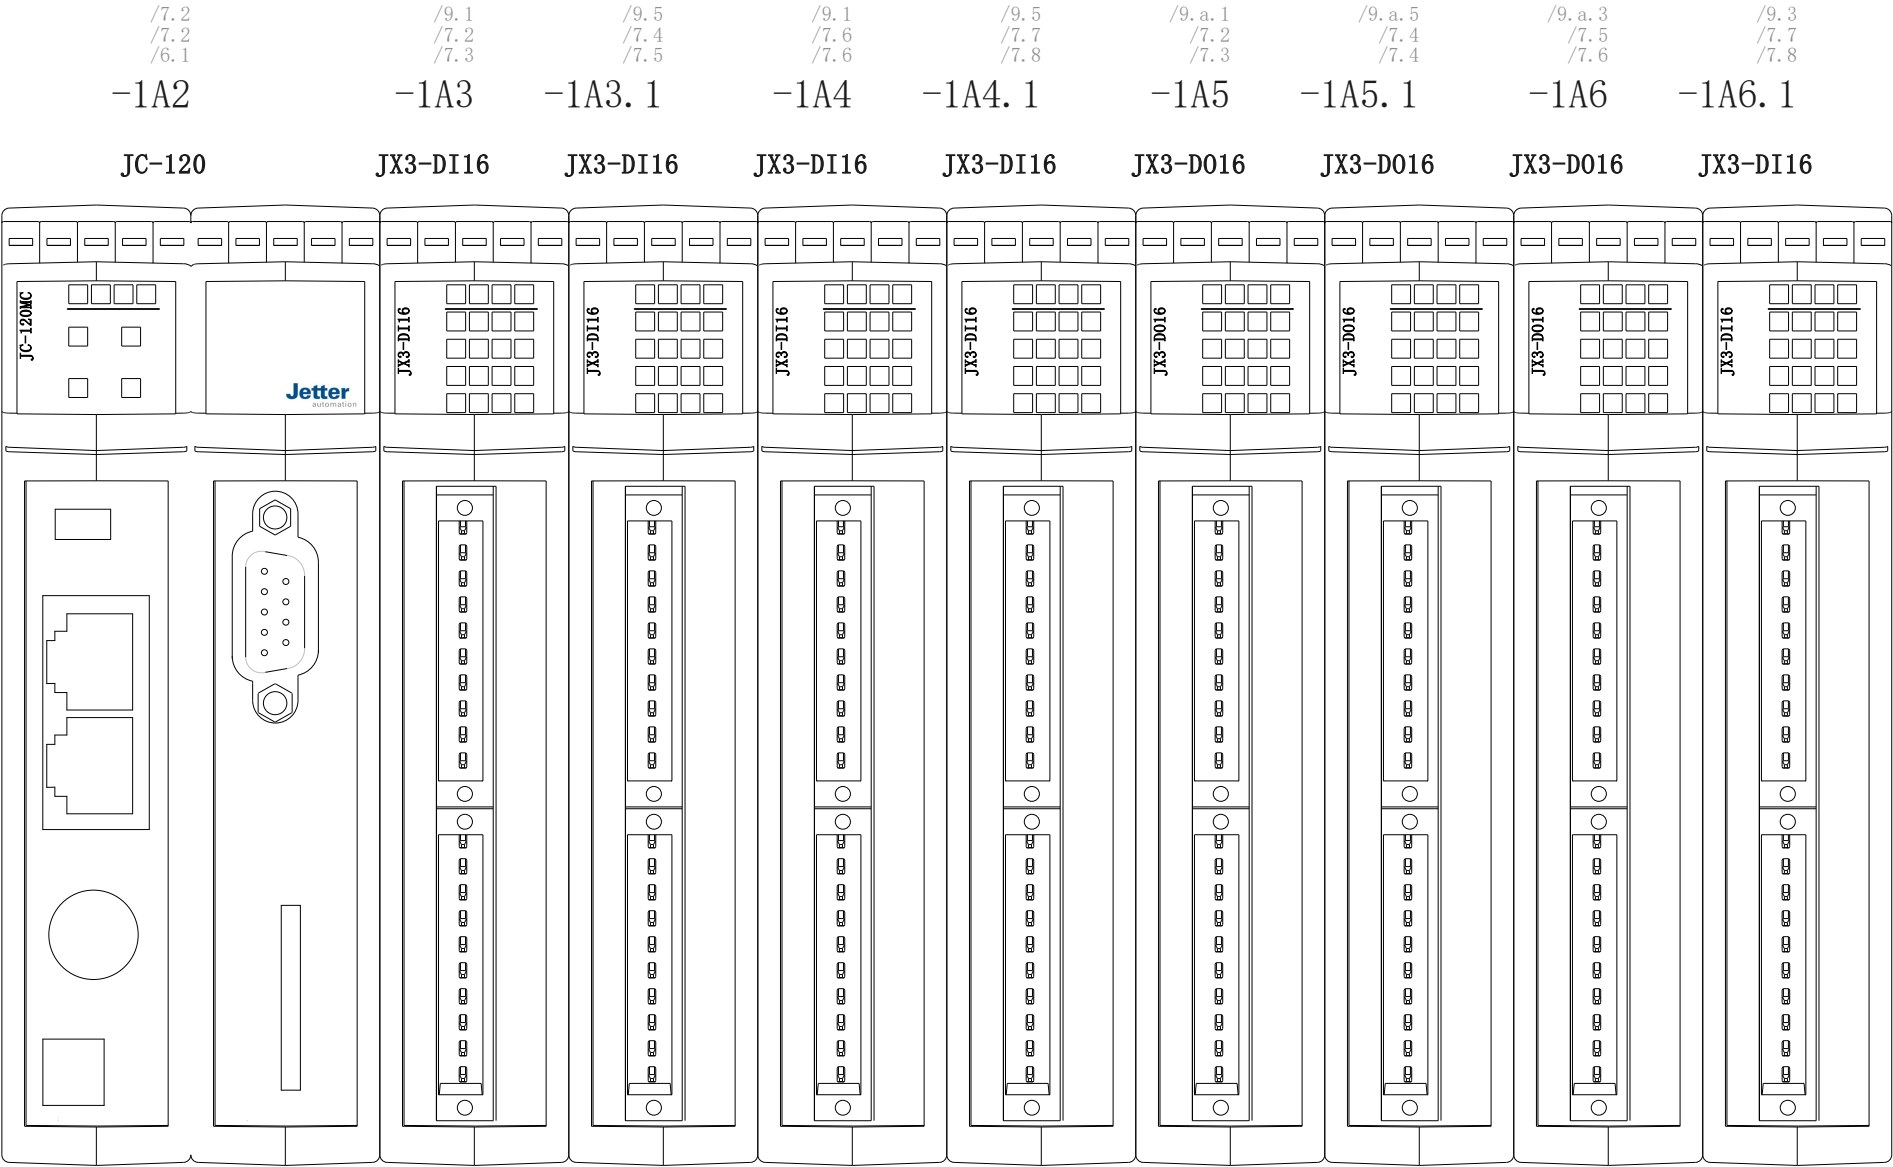 /7.2 /9.1 /9.5 /9.1 /9.5 /9.a.1 /9.a.5 /9.a.3 /9.3
/7.2 /7.2 /7.4 /7.6 /7.7 /7.2 /7.4 /7.5 /7.7
/6.1 /7.3 /7.5 /7.6 /7.8 /7.3 /7.4 /7.6 /7.8
-1A2 -1A3 -1A3.1 -1A4 -1A4.1 -1A5 -1A5.1 -1A6 -1A6.1
JC-120 JX3-DI16 JX3-DI16 JX3-DI16 JX3-DI16 JX3-DO16 JX3-DO16 JX3-DO16 JX3-DI16
JC-120MC
Jetter
automation
JX3-DI16
JX3-DI16
JX3-DI16
JX3-DI16
JX3-DO16
JX3-DO16
JX3-DO16
JX3-DI16